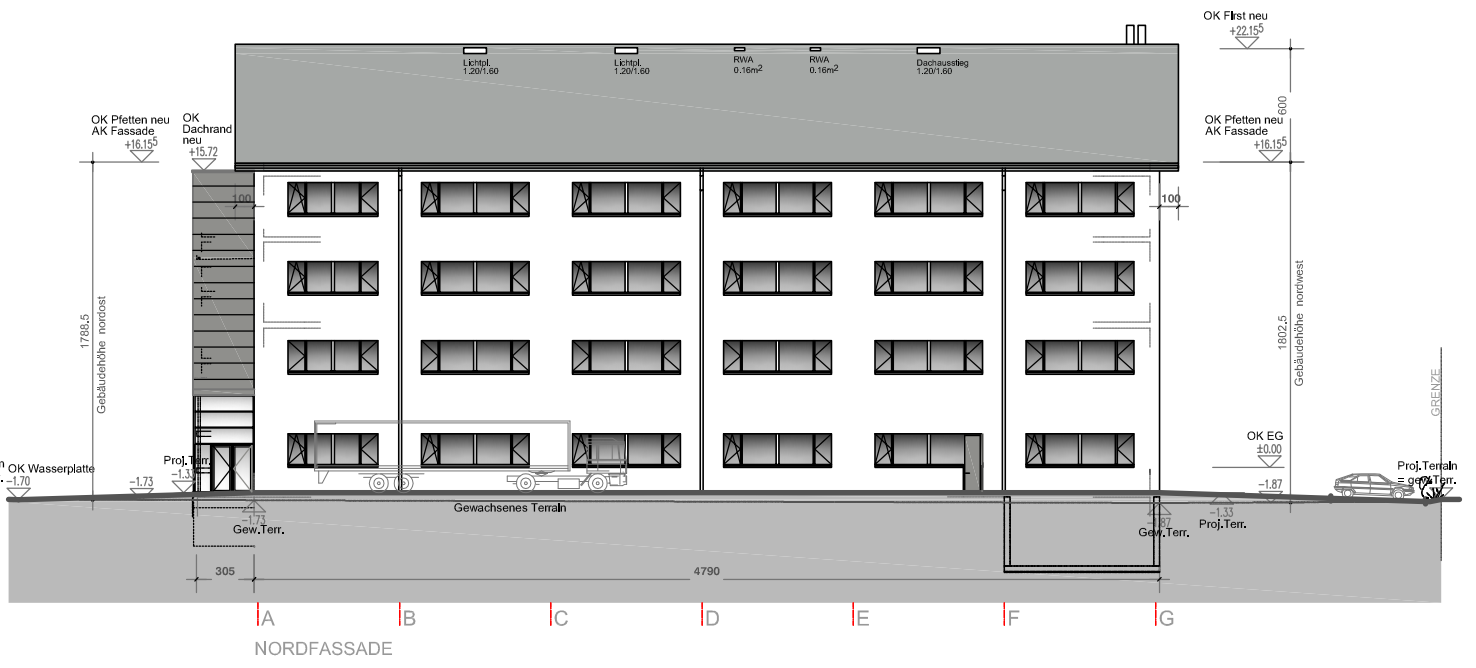 OK First neu
+22.15⁵
Lichtpl.
1.20/1.60
Lichtpl.
1.20/1.60
RWA
0.16m²
RWA
0.16m²
Dachausstieg
1.20/1.60
600
OK Pfetten neu
AK Fassade
+16.15⁵
OK
Dachrand
neu
+15.72
OK Pfetten neu
AK Fassade
+16.15⁵
100
100
1788.5
Gebäudehöhe nordost
1802.5
Gebäudehöhe nordwest
GRENZE
OK EG
±0.00
OK Wasserplatte
-1.70
-1.73
Proj.Terr.
-1.33
-1.87
Proj.Terrain
= gew.Terr.
Gewachsenes Terrain
-1.73
Gew.Terr.
-1.87
Gew.Terr.
-1.33
Proj.Terr.
305
4790
A
B
C
D
E
F
G
NORDFASSADE